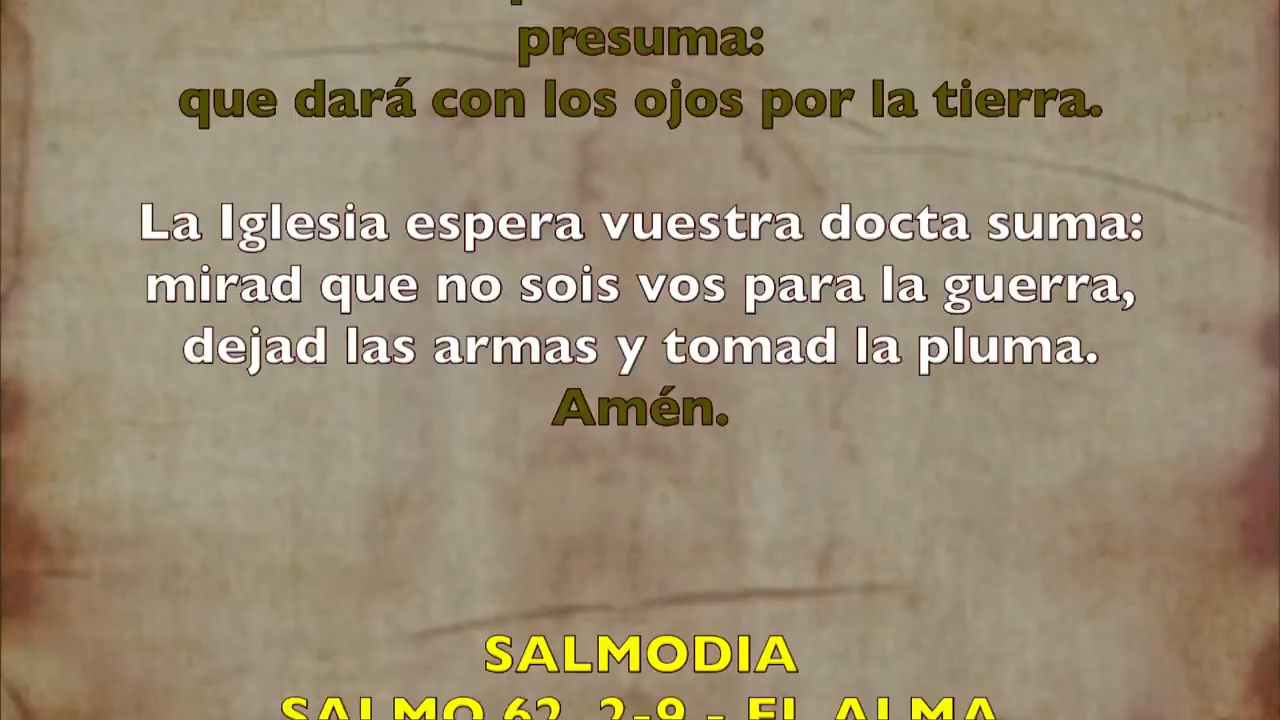 presuma:
que dará con los ojos por la tierra.
La Iglesia espera vuestra docta suma:
mirad que no sois vos para la guerra,
dejad las armas y tomad la pluma.
Amén.
SALMODIA
SALMO 62, 2-9 - EL ALMA